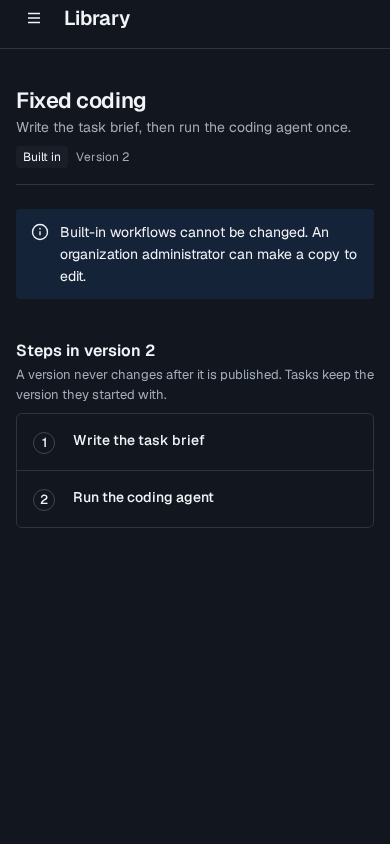 Library
Fixed coding
Write the task brief, then run the coding agent once.
Built in Version 2
Built-in workflows cannot be changed. An
organization administrator can make a copy to
edit.
Steps in version 2
A version never changes after it is published. Tasks keep the
version they started with.
1 Write the task brief
2 Run the coding agent